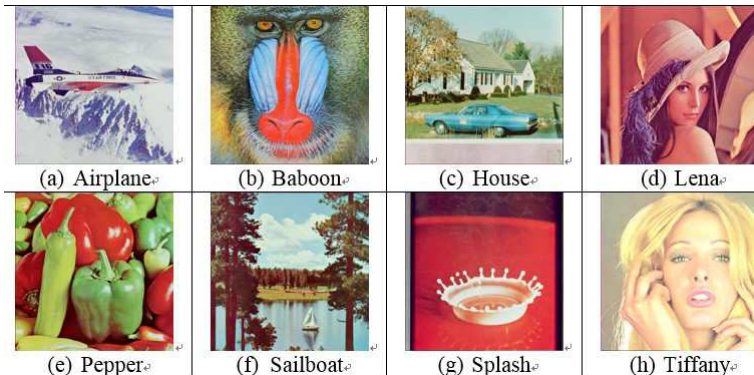 (a) Airplane
(b) Baboon
(c) House
(d) Lena
(e) Pepper
(f) Sailboat
(g) Splash
(h) Tiffany